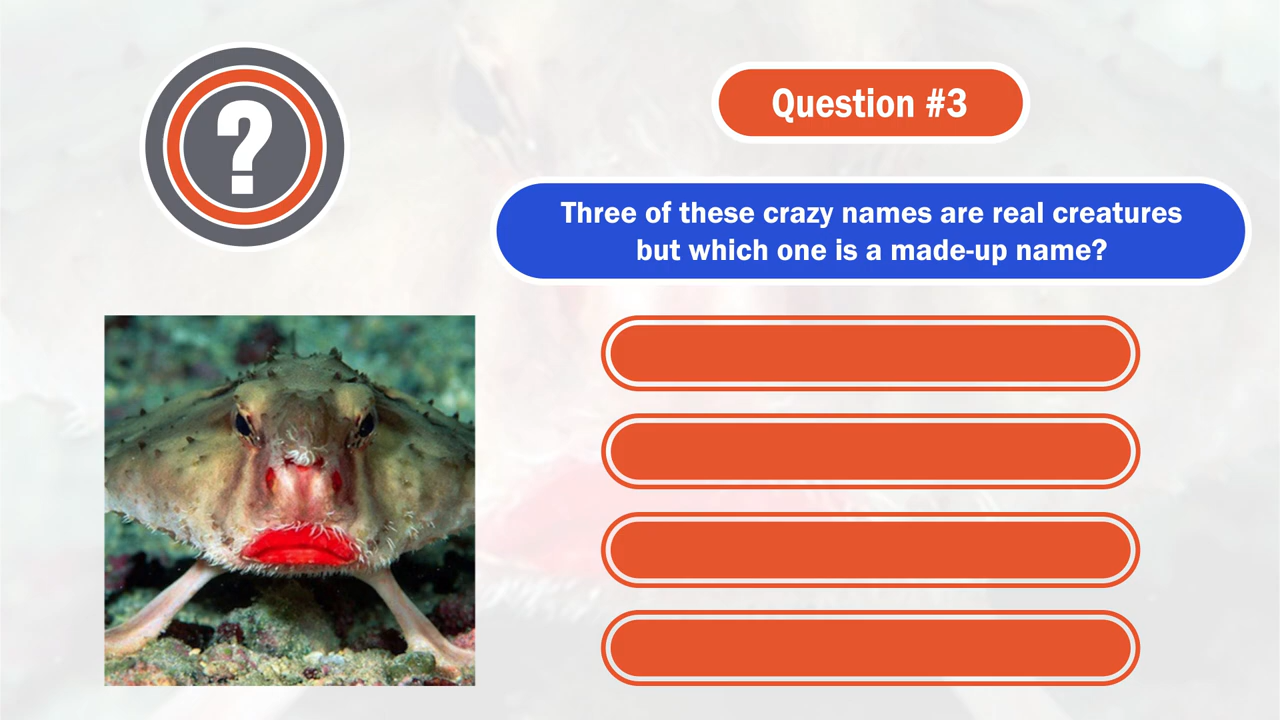 ?
Question #3
Three of these crazy names are real creatures
but which one is a made-up name?